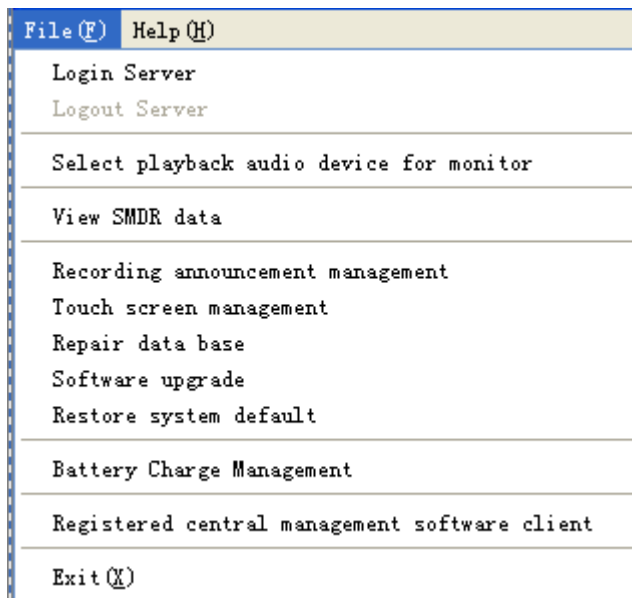 File(F) Help(H)
Login Server
Logout Server
Select playback audio device for monitor
View SMDR data
Recording announcement management
Touch screen management
Repair data base
Software upgrade
Restore system default
Battery Charge Management
Registered central management software client
Exit(X)